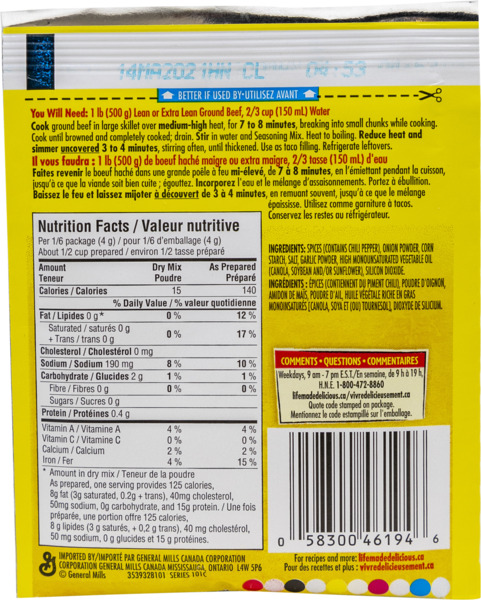 14MA2021HN CL
BETTER IF USED BY•UTILISEZ AVANT
You Will Need: 1 lb (500 g) Lean or Extra Lean Ground Beef, 2/3 cup (150 mL) Water
Cook ground beef in large skillet over medium-high heat, for 7 to 8 minutes, breaking into small chunks while cooking.
Cook until browned and completely cooked; drain. Stir in water and Seasoning Mix. Heat to boiling. Reduce heat and
simmer uncovered 3 to 4 minutes, stirring often, until thickened. Use as taco filling. Refrigerate leftovers.
Il vous faudra : 1 lb (500 g) de boeuf haché maigre ou extra maigre, 2/3 tasse (150 mL) d'eau
Faites revenir le boeuf haché dans une grande poêle à feu mi-élevé, de 7 à 8 minutes, en l'émiettant pendant la cuisson,
jusqu'à ce que la viande soit bien cuite ; égouttez. Incorporez l'eau et le mélange d'assaisonnements. Portez à ébullition.
Baissez le feu et laissez mijoter à découvert de 3 à 4 minutes, en remuant souvent, jusqu'à ce que le mélange
épaississe. Utilisez comme garniture à tacos.
Conservez les restes au réfrigérateur.
Nutrition Facts / Valeur nutritive
Per 1/6 package (4 g) / pour 1/6 d'emballage (4 g)
About 1/2 cup prepared / environ 1/2 tasse préparé
Amount Dry Mix As Prepared
Poudre Préparé
Calories / Calories 15 140
% Daily Value / % valeur quotidienne
Fat / Lipides 0 g* 0 % 12 %
Saturated / saturés 0 g
+ Trans / trans 0 g 0 % 17 %
Cholesterol / Cholestérol 0 mg
Sodium / Sodium 190 mg 8 % 10 %
Carbohydrate / Glucides 2 g 1 % 1 %
Fibre / Fibres 0 g 0 % 0 %
Sugars / Sucres 0 g
Protein / Protéines 0.4 g
Vitamin A / Vitamine A 4 % 4 %
Vitamin C / Vitamine C 0 % 0 %
Calcium / Calcium 2 % 2 %
Iron / Fer 4 % 15 %
* Amount in dry mix / Teneur de la poudre
As prepared, one serving provides 125 calories,
8g fat (3g saturated, 0.2g + trans), 40mg cholesterol,
50mg sodium, 0g carbohydrate, and 15g protein. / Une fois
préparée, une portion offre 125 calories,
8 g lipides (3 g saturés, + 0,2 g trans), 40 mg cholestérol,
50 mg sodium, 0 g glucides et 15 g protéines.
INGREDIENTS: SPICES (CONTAINS CHILI PEPPER), ONION POWDER, CORN
STARCH, SALT, GARLIC POWDER, HIGH MONOUNSATURATED VEGETABLE OIL
(CANOLA, SOYBEAN AND/OR SUNFLOWER), SILICON DIOXIDE.
INGRÉDIENTS : ÉPICES (CONTIENNENT DU PIMENT CHILI), POUDRE D'OIGNON,
AMIDON DE MAÏS, POUDRE D'AIL, HUILE VÉGÉTALE RICHE EN GRAS
MONOINSATURÉS (CANOLA, SOYA ET (OU) TOURNESOL), DIOXYDE DE SILICIUM.
COMMENTS • QUESTIONS • COMMENTAIRES
Weekdays, 9 am - 7 pm E.S.T./En semaine, de 9 h à 19 h,
H.N.E. 1-800-472-8860
lifemadedelicious.ca/vivredelicieusement.ca
Quote code stamped on package.
Mentionnez le code estampillé sur l'emballage.
0 58300 46194 6
IMPORTED BY/IMPORTÉ PAR GENERAL MILLS CANADA CORPORATION
CORPORATION GENERAL MILLS CANADA MISSISSAUGA, ONTARIO L4W 5P6
© General Mills 3539328101 SERIES 101C
For recipes and more: lifemadedelicious.ca
Pour des recettes et plus : vivredelicieusement.ca